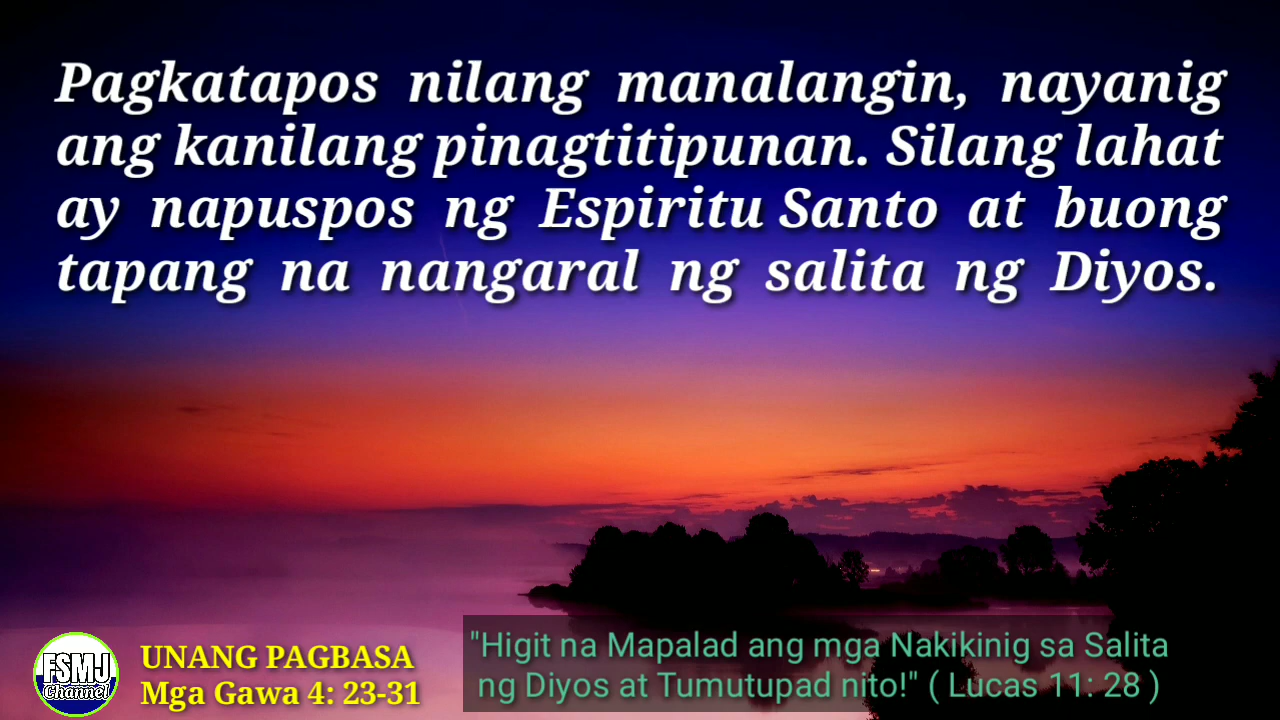 Pagkatapos nilang manalangin, nayanig
ang kanilang pinagtitipunan. Silang lahat
ay napuspos ng Espiritu Santo at buong
tapang na nangaral ng salita ng Diyos.
FSMJ
Channel
UNANG PAGBASA
Mga Gawa 4: 23-31
"Higit na Mapalad ang mga Nakikinig sa Salita
ng Diyos at Tumutupad nito!" ( Lucas 11: 28 )